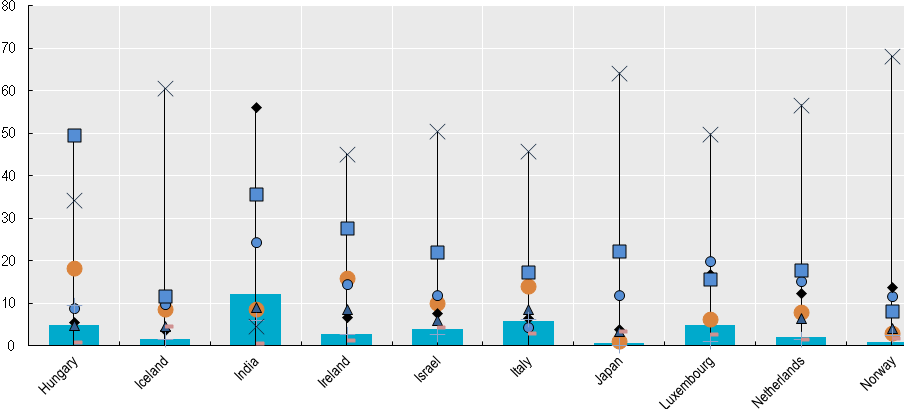 80
70
60
50
40
30
20
10
0
Hungary
Iceland
India
Ireland
Israel
Italy
Japan
Luxembourg
Netherlands
Norway